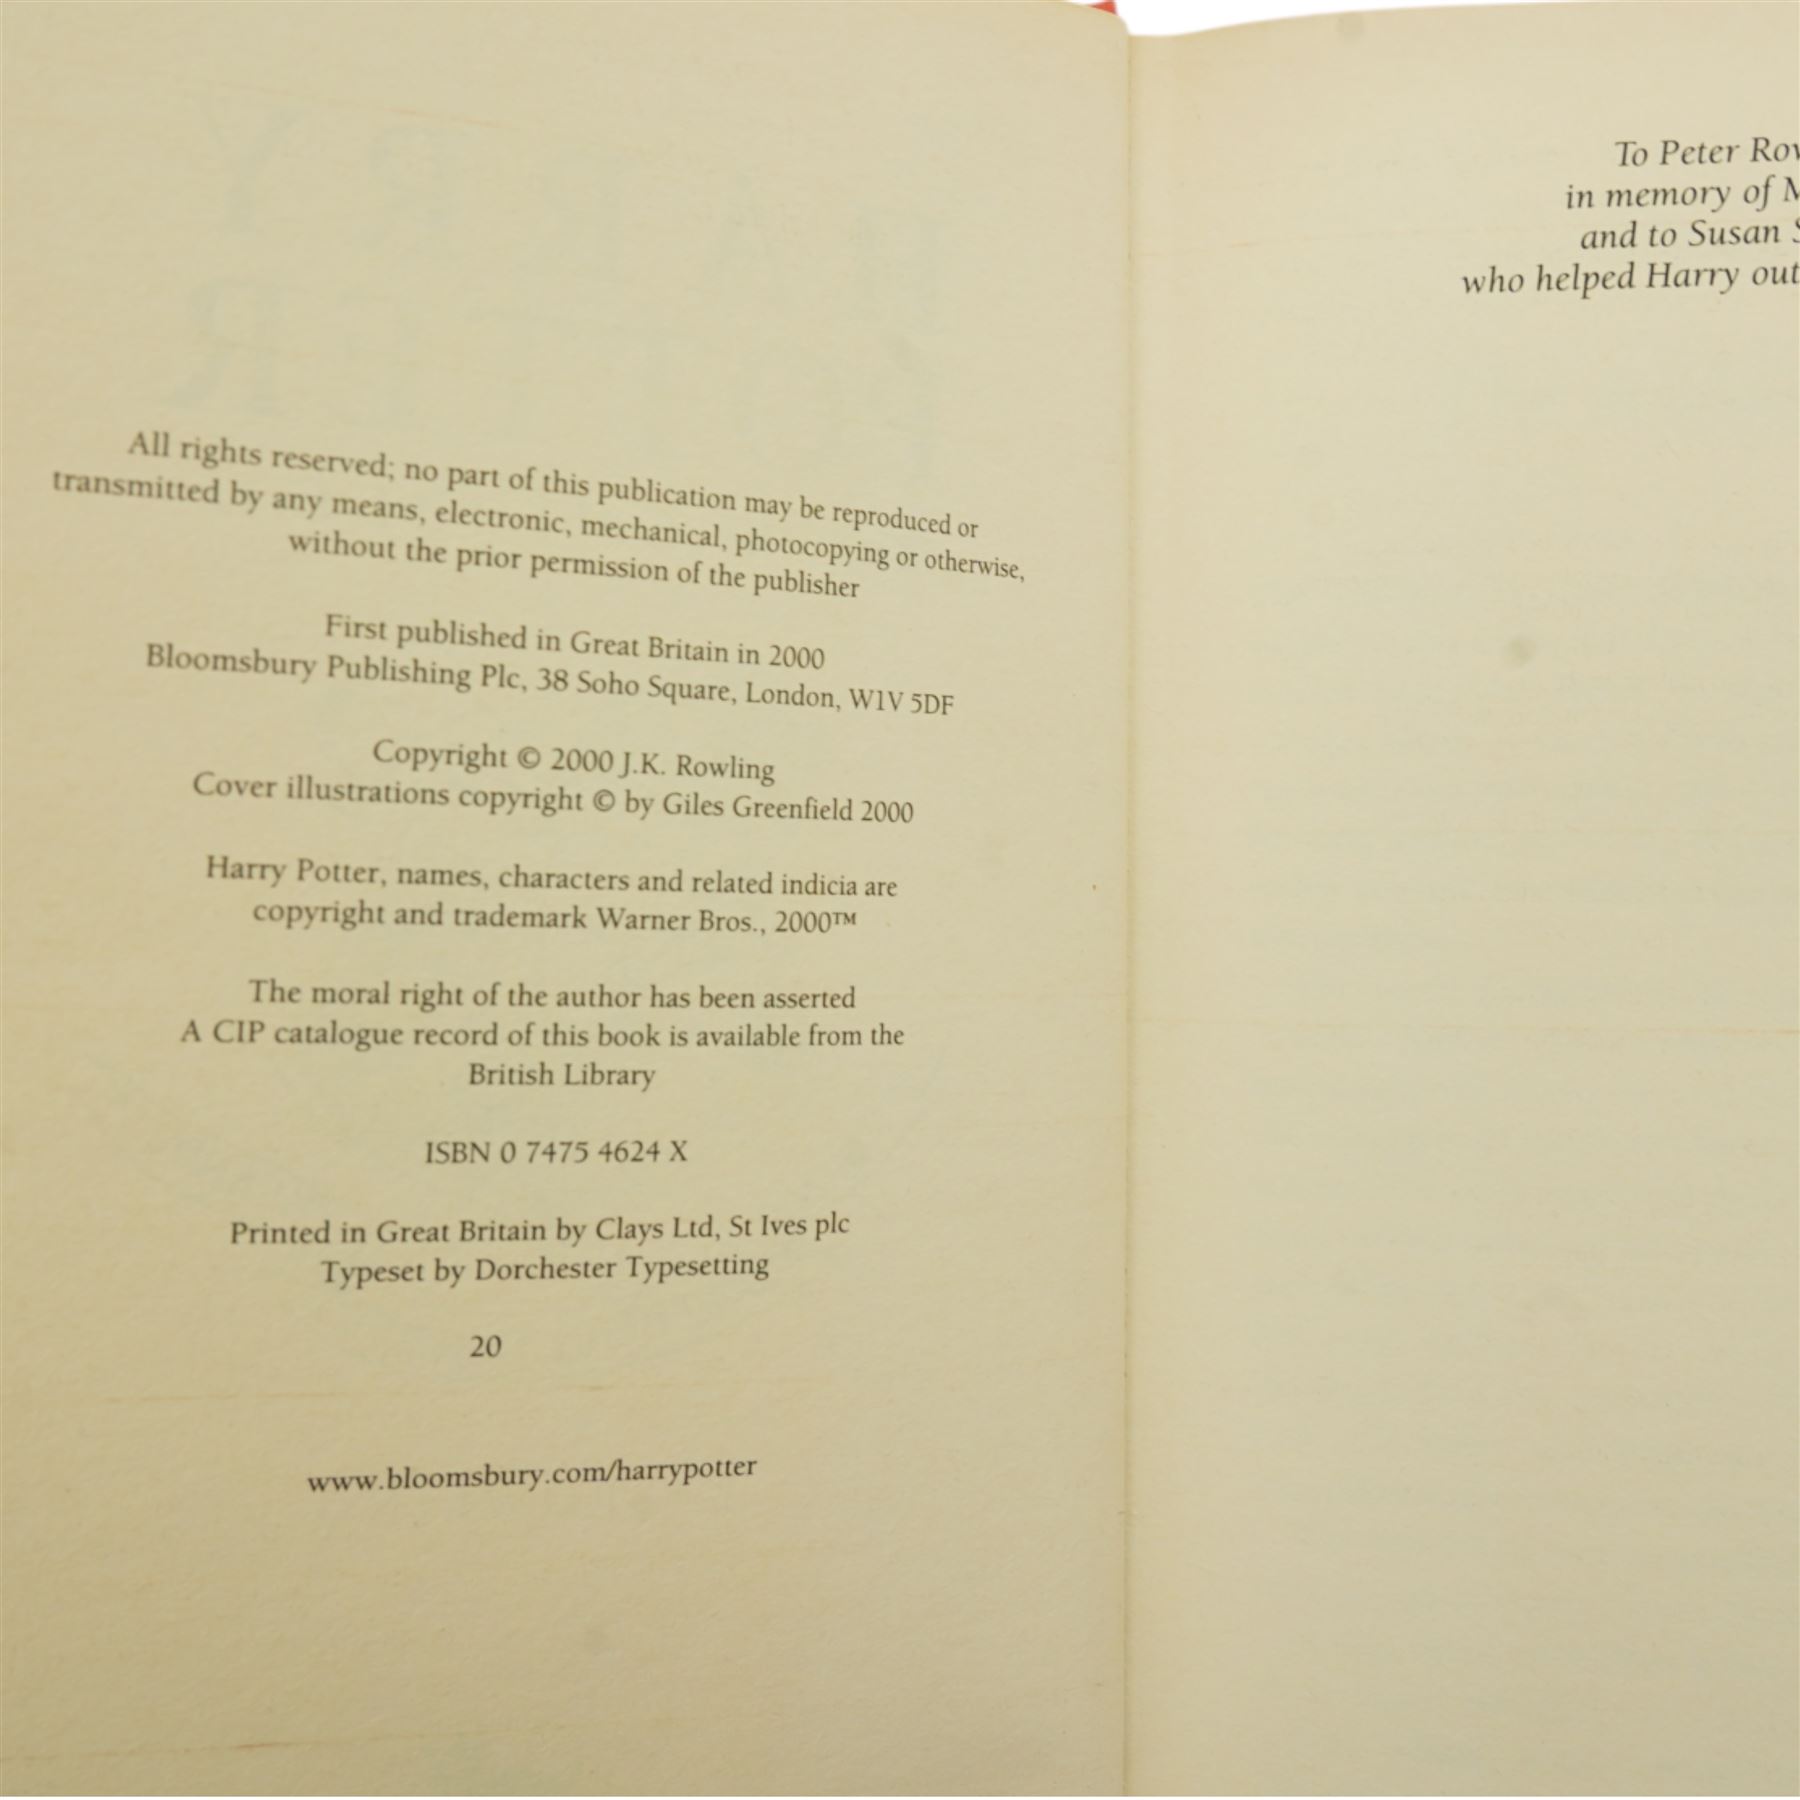 All rights reserved; no part of this publication may be reproduced or
transmitted by any means, electronic, mechanical, photocopying or otherwise,
without the prior permission of the publisher
First published in Great Britain in 2000
Bloomsbury Publishing Plc, 38 Soho Square, London, W1V 5DF
Copyright © 2000 J.K. Rowling
Cover illustrations copyright © by Giles Greenfield 2000
Harry Potter, names, characters and related indicia are
copyright and trademark Warner Bros., 2000™
The moral right of the author has been asserted
A CIP catalogue record of this book is available from the
British Library
ISBN 0 7475 4624 X
Printed in Great Britain by Clays Ltd, St Ives plc
Typeset by Dorchester Typesetting
20
www.bloomsbury.com/harrypotter
To Peter
in memory of
and to Susan
who helped Harry out